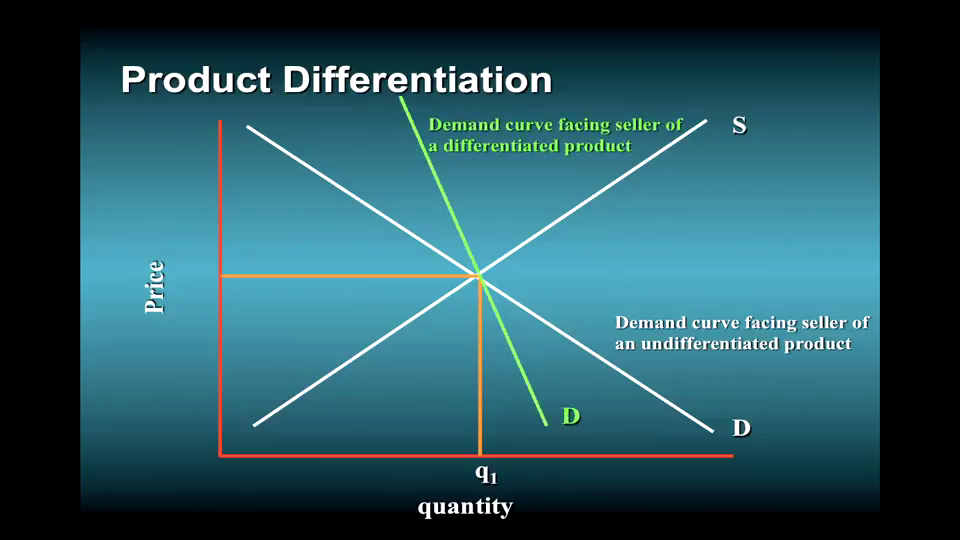 Product Differentiation
Demand curve facing seller of
a differentiated product
S
Price
Demand curve facing seller of
an undifferentiated product
D
D
q₁
quantity